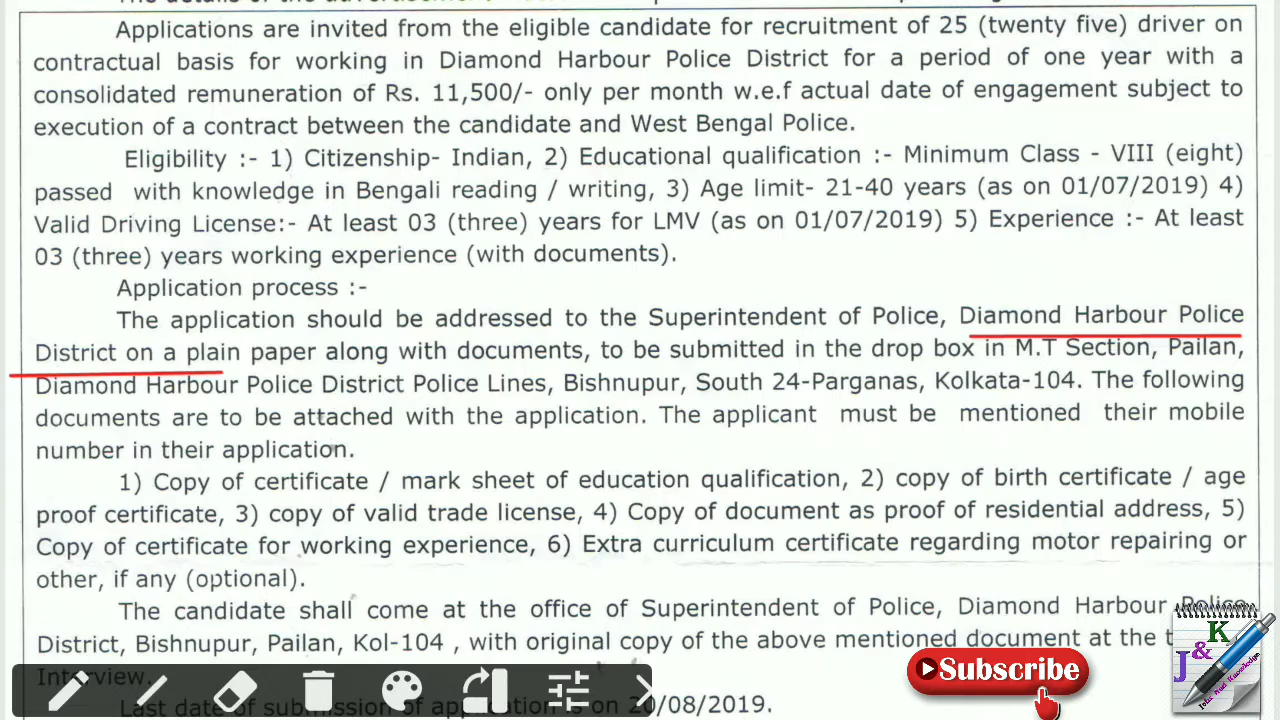 Applications are invited from the eligible candidate for recruitment of 25 (twenty five) driver on
contractual basis for working in Diamond Harbour Police District for a period of one year with a
consolidated remuneration of Rs. 11,500/- only per month w.e.f actual date of engagement subject to
execution of a contract between the candidate and West Bengal Police.
Eligibility :- 1) Citizenship- Indian, 2) Educational qualification :- Minimum Class - VIII (eight)
passed with knowledge in Bengali reading / writing, 3) Age limit- 21-40 years (as on 01/07/2019) 4)
Valid Driving License:- At least 03 (three) years for LMV (as on 01/07/2019) 5) Experience :- At least
03 (three) years working experience (with documents).
Application process :-
The application should be addressed to the Superintendent of Police, Diamond Harbour Police
District on a plain paper along with documents, to be submitted in the drop box in M.T Section, Pailan,
Diamond Harbour Police District Police Lines, Bishnupur, South 24-Parganas, Kolkata-104. The following
documents are to be attached with the application. The applicant must be mentioned their mobile
number in their application.
1) Copy of certificate / mark sheet of education qualification, 2) copy of birth certificate / age
proof certificate, 3) copy of valid trade license, 4) Copy of document as proof of residential address, 5)
Copy of certificate for working experience, 6) Extra curriculum certificate regarding motor repairing or
other, if any (optional).
The candidate shall come at the office of Superintendent of Police, Diamond Harbour Police
District, Bishnupur, Pailan, Kol-104 , with original copy of the above mentioned document at the
Interview.
Last date of submission of application is on /08/2019.
Subscribe
J&K